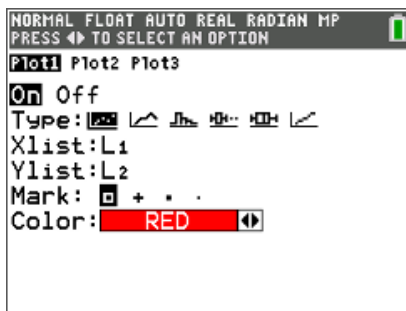 NORMAL FLOAT AUTO REAL RADIAN MP
PRESS ◀▶ TO SELECT AN OPTION
Plot1 Plot2 Plot3
On Off
Type:
Xlist:L₁
Ylist:L₂
Mark: □ + ▪ ·
Color: RED ◀▶